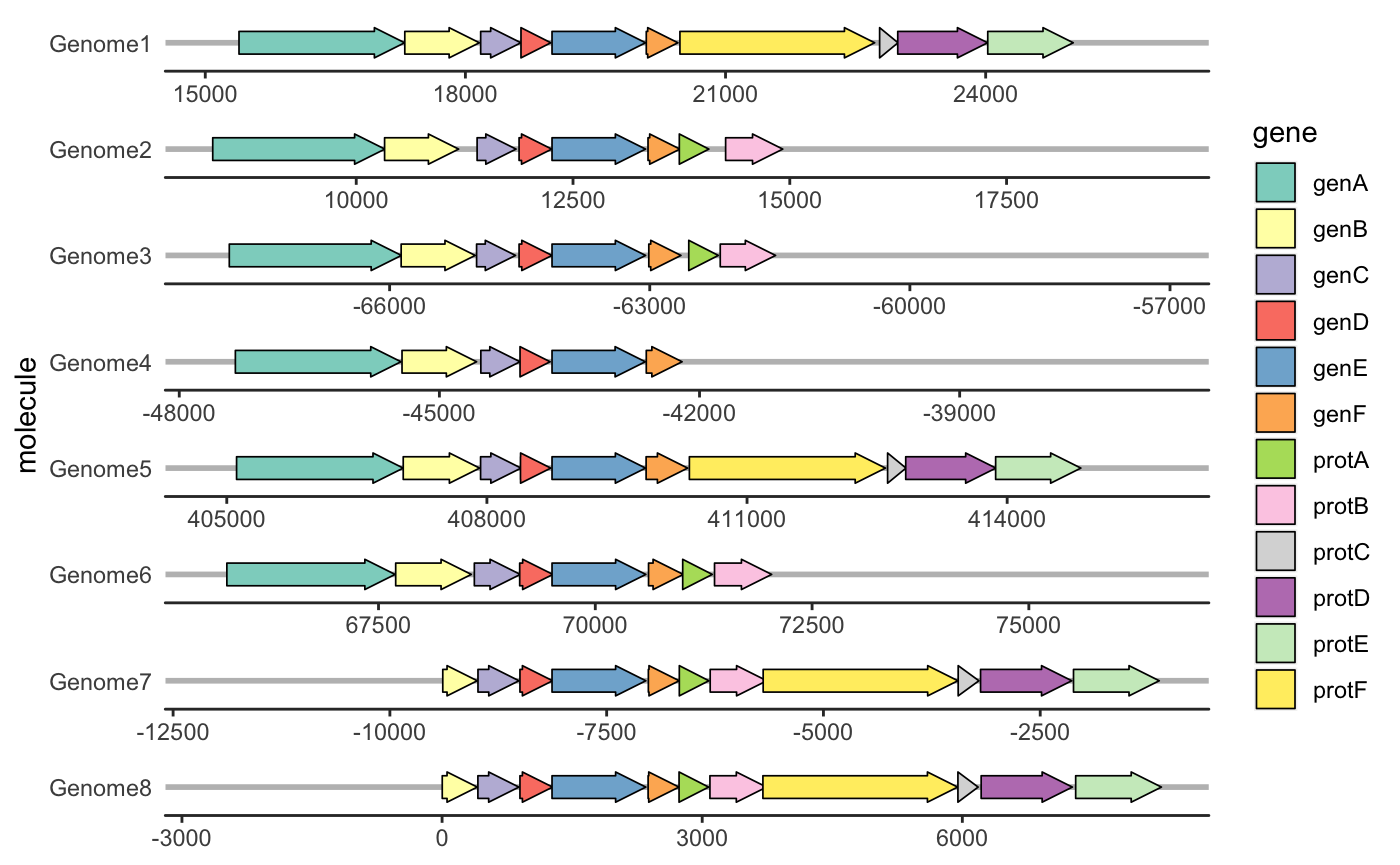 Genome1
15000 18000 21000 24000
Genome2
10000 12500 15000 17500
Genome3
-66000 -63000 -60000 -57000
Genome4
-48000 -45000 -42000 -39000
Genome5
405000 408000 411000 414000
Genome6
67500 70000 72500 75000
Genome7
-12500 -10000 -7500 -5000 -2500
Genome8
-3000 0 3000 6000
molecule
gene
genA
genB
genC
genD
genE
genF
protA
protB
protC
protD
protE
protF